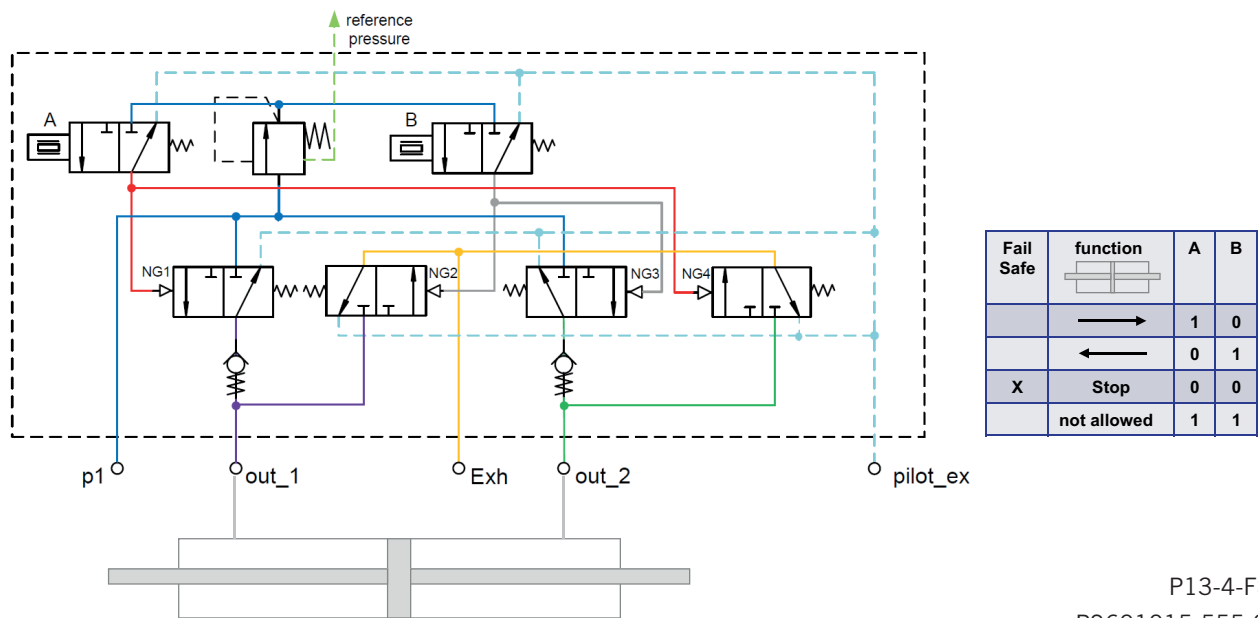 reference
pressure
A
B
NG1
NG2
NG3
NG4
p1
out_1
Exh
out_2
pilot_ex
Fail Safe function A B
1 0
0 1
X Stop 0 0
not allowed 1 1
P13-4-F